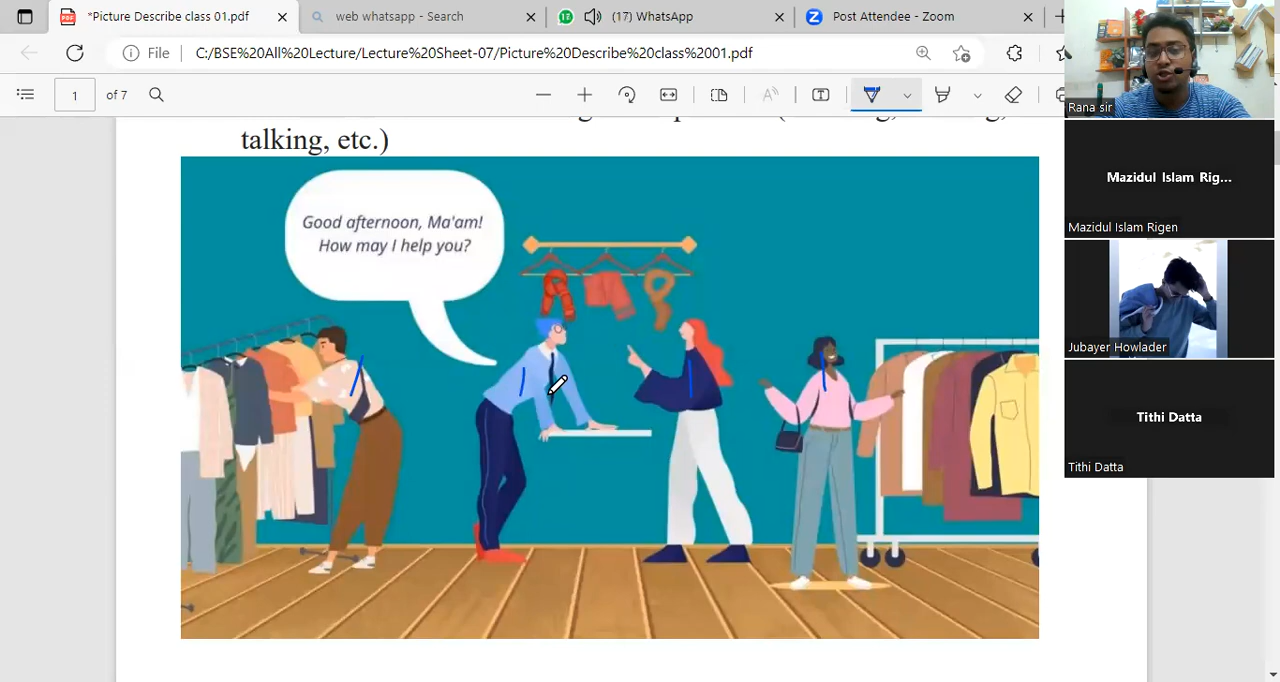 *Picture Describe class 01.pdf
web whatsapp - Search
(17) WhatsApp
Post Attendee - Zoom
File
C:/BSE%20All%20Lecture/Lecture%20Sheet-07/Picture%20Describe%20class%2001.pdf
1
of 7
talking, etc.)
Good afternoon, Ma'am!
How may I help you?
Rana sir
Mazidul Islam Rig...
Mazidul Islam Rigen
Jubayer Howlader
Tithi Datta
Tithi Datta